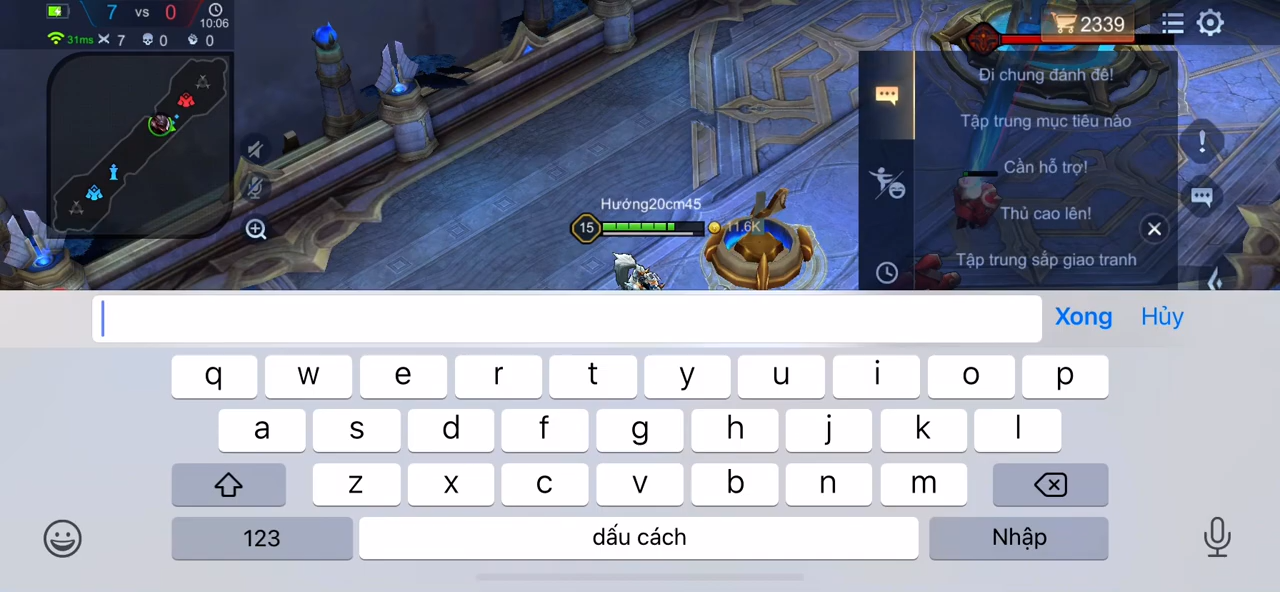 7 vs 0
10:06
31ms 7 0 0
2339
Đi chung đánh đê!
Tập trung mục tiêu nào
Cần hỗ trợ!
Thủ cao lên!
Tập trung sắp giao tranh
Hướng20cm45
15
11.6K
Xong Hủy
q w e r t y u i o p
a s d f g h j k l
z x c v b n m
123 dấu cách Nhập